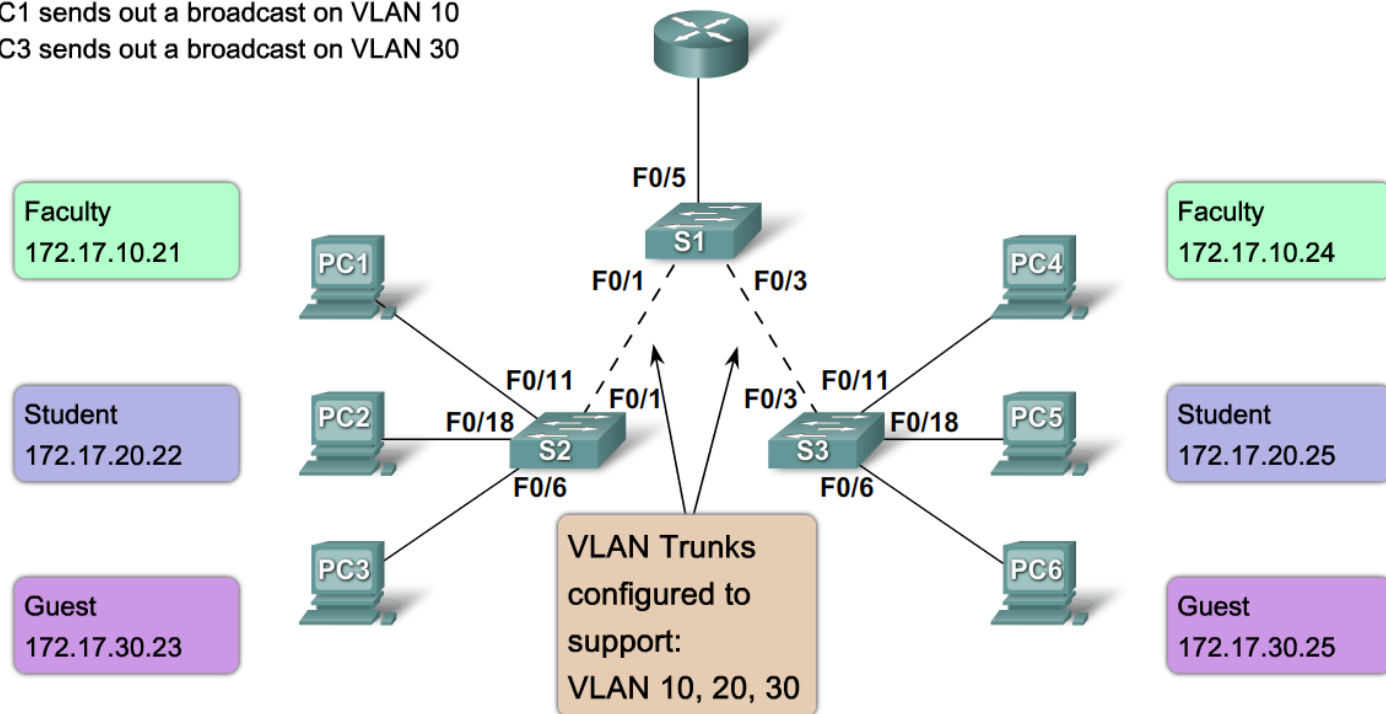 C1 sends out a broadcast on VLAN 10
C3 sends out a broadcast on VLAN 30
F0/5
S1
F0/1
F0/3
Faculty
172.17.10.21
PC1
PC4
Faculty
172.17.10.24
F0/11
F0/1
F0/3
F0/11
Student
172.17.20.22
PC2
F0/18
S2
S3
F0/18
PC5
Student
172.17.20.25
F0/6
F0/6
Guest
172.17.30.23
PC3
VLAN Trunks
configured to
support:
VLAN 10, 20, 30
PC6
Guest
172.17.30.25